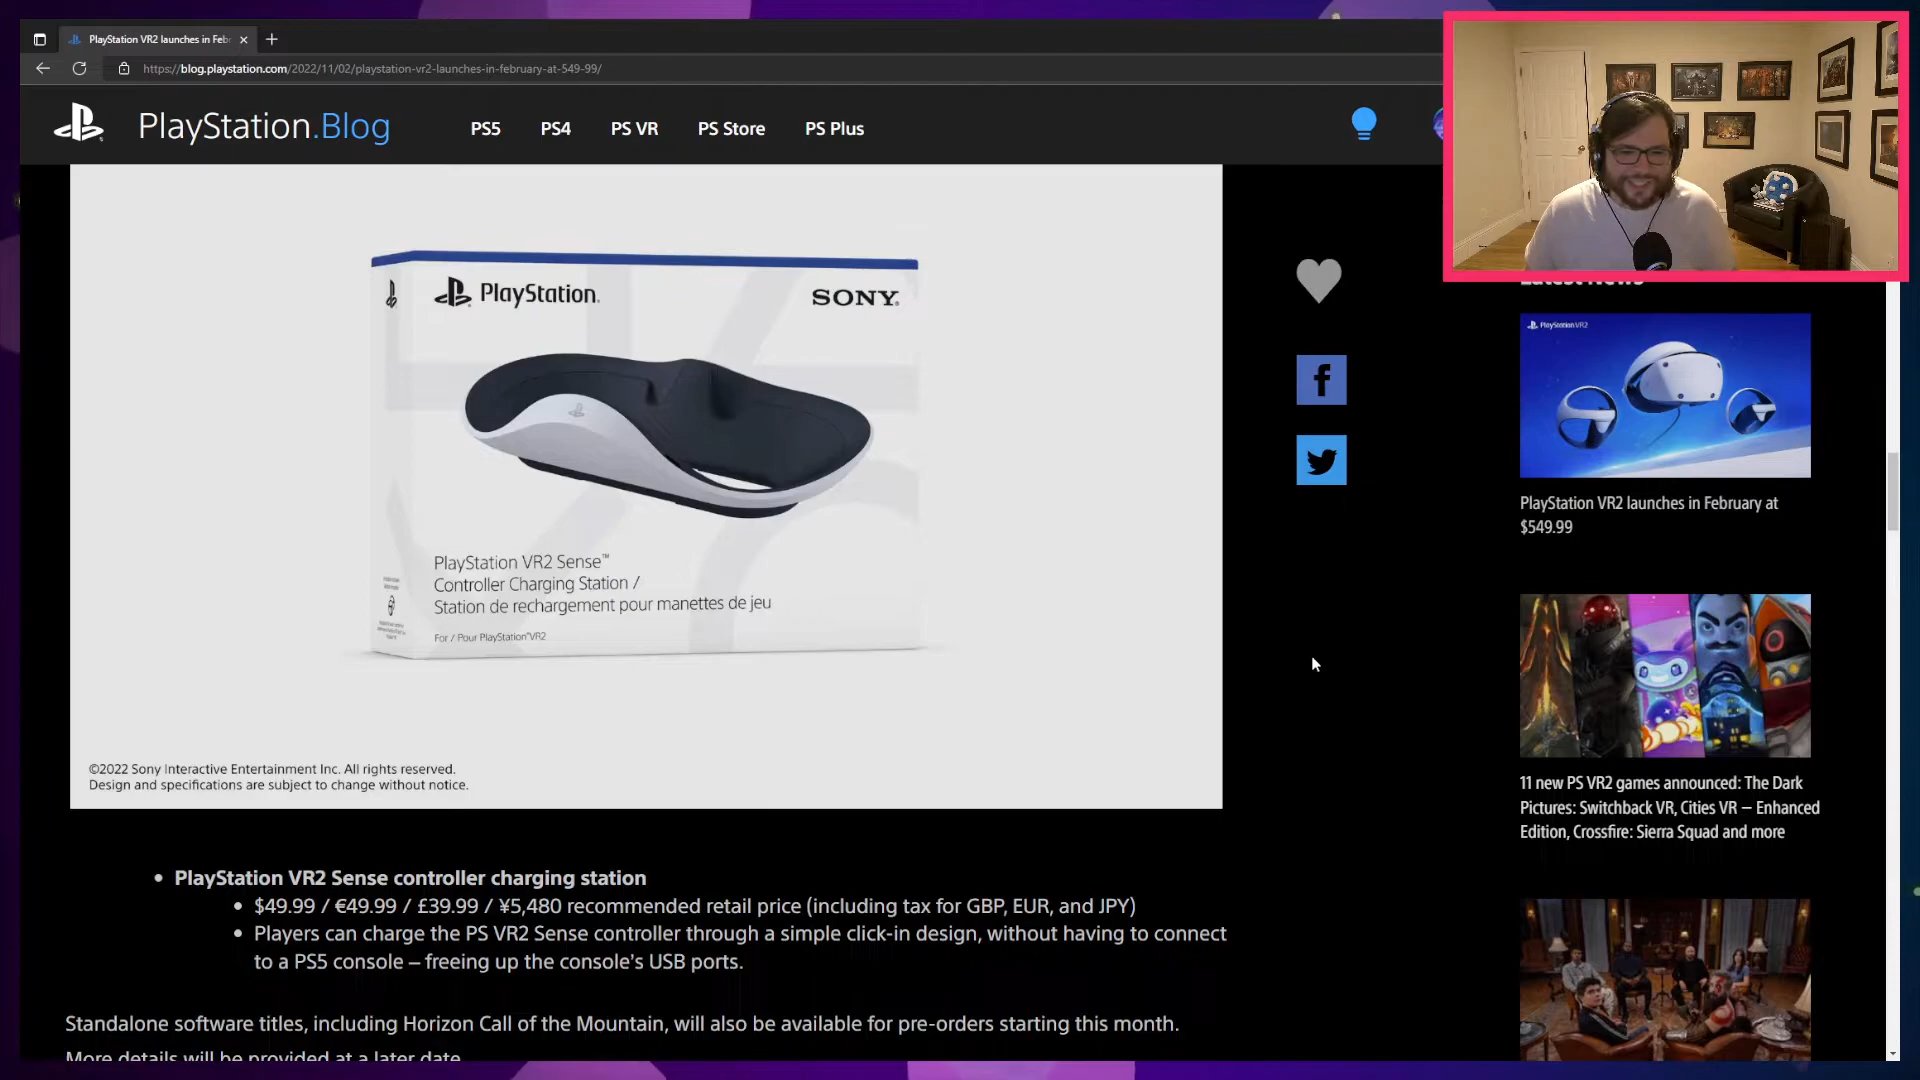 PlayStation VR2 launches in Feb
https://blog.playstation.com/2022/11/02/playstation-vr2-launches-in-february-at-549-99/
PlayStation.Blog
PS5
PS4
PS VR
PS Store
PS Plus
PlayStation
SONY
PlayStation VR2 Sense™
Controller Charging Station /
Station de rechargement pour manettes de jeu
For / Pour PlayStation®VR2
©2022 Sony Interactive Entertainment Inc. All rights reserved.
Design and specifications are subject to change without notice.
• PlayStation VR2 Sense controller charging station
• $49.99 / €49.99 / £39.99 / ¥5,480 recommended retail price (including tax for GBP, EUR, and JPY)
• Players can charge the PS VR2 Sense controller through a simple click-in design, without having to connect
to a PS5 console – freeing up the console's USB ports.
Standalone software titles, including Horizon Call of the Mountain, will also be available for pre-orders starting this month.
More details will be provided at a later date
Latest News
PlayStation VR2
PlayStation VR2 launches in February at
$549.99
11 new PS VR2 games announced: The Dark
Pictures: Switchback VR, Cities VR – Enhanced
Edition, Crossfire: Sierra Squad and more